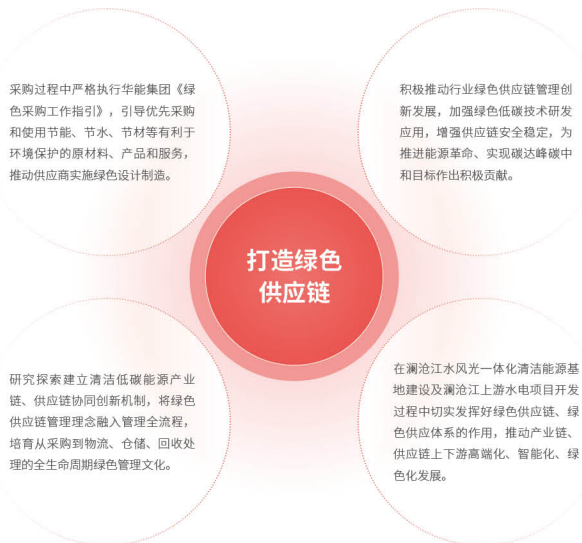 采购过程中严格执行华能集团《绿
色采购工作指引》，引导优先采购
和使用节能、节水、节材等有利于
环境保护的原材料、产品和服务，
推动供应商实施绿色设计制造。
积极推动行业绿色供应链管理创
新发展，加强绿色低碳技术研发
应用，增强供应链安全稳定，为
推进能源革命、实现碳达峰碳中
和目标作出积极贡献。
打造绿色
供应链
研究探索建立清洁低碳能源产业
链、供应链协同创新机制，将绿色
供应链管理理念融入管理全流程，
培育从采购到物流、仓储、回收处
理的全生命周期绿色管理文化。
在澜沧江水风光一体化清洁能源基
地建设及澜沧江上游水电项目开发
过程中切实发挥好绿色供应链、绿
色供应体系的作用，推动产业链、
供应链上下游高端化、智能化、绿
色化发展。